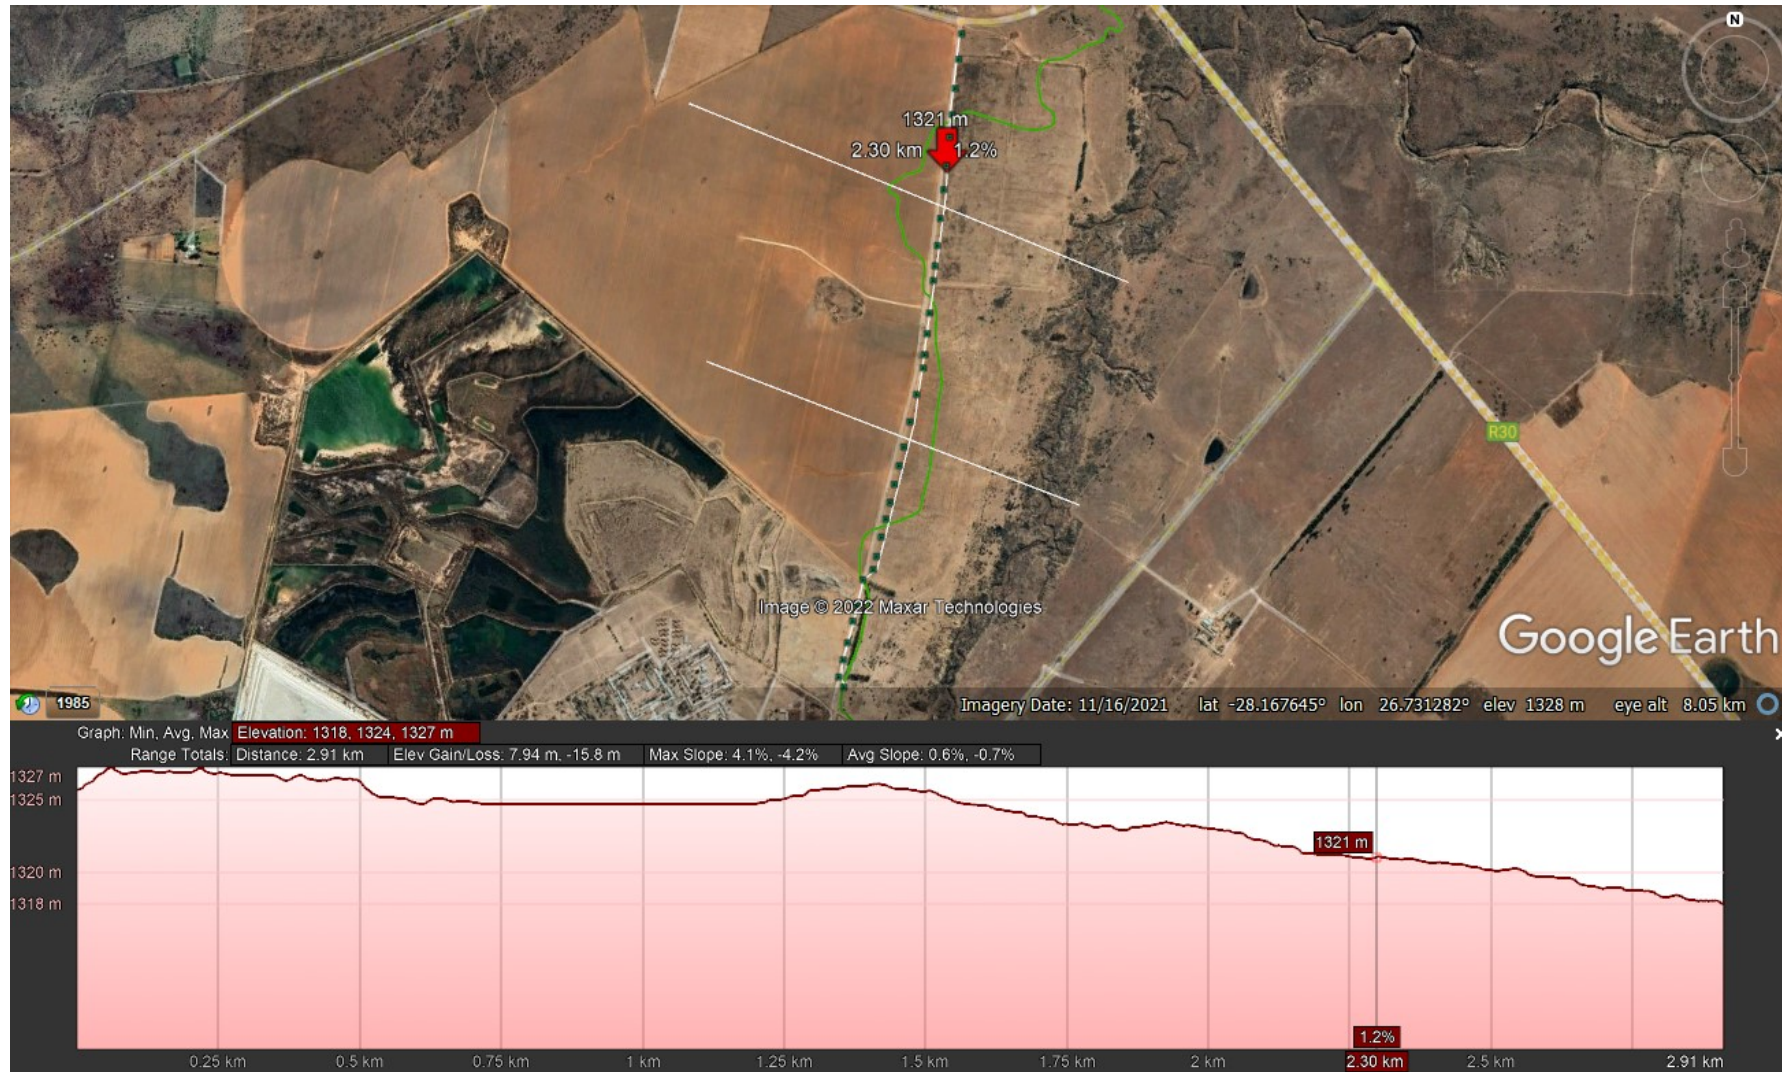 N
1321 m
2.30 km 1.2%
R30
Image © 2022 Maxar Technologies
Google Earth
1985
Imagery Date: 11/16/2021 lat -28.167645° lon 26.731282° elev 1328 m eye alt 8.05 km
Graph: Min, Avg, Max Elevation: 1318, 1324, 1327 m
Range Totals: Distance: 2.91 km Elev Gain/Loss: 7.94 m, -15.8 m Max Slope: 4.1%, -4.2% Avg Slope: 0.6%, -0.7%
1327 m
1325 m
1321 m
1320 m
1318 m
1.2%
0.25 km 0.5 km 0.75 km 1 km 1.25 km 1.5 km 1.75 km 2 km 2.30 km 2.5 km 2.91 km